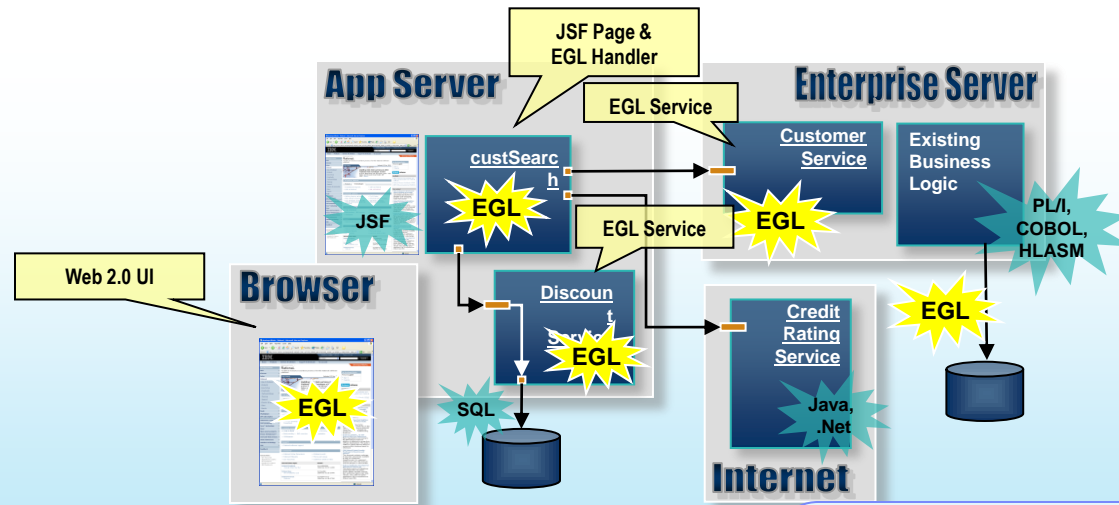 JSF Page &
EGL Handler
App Server
Enterprise Server
EGL Service
custSearc
h
EGL
JSF
Customer
Service
EGL
Existing
Business
Logic
PL/I,
COBOL,
HLASM
EGL Service
Web 2.0 UI
Browser
EGL
Discoun
t
EGL
SQL
Credit
Rating
Service
Java,
.Net
Internet
EGL